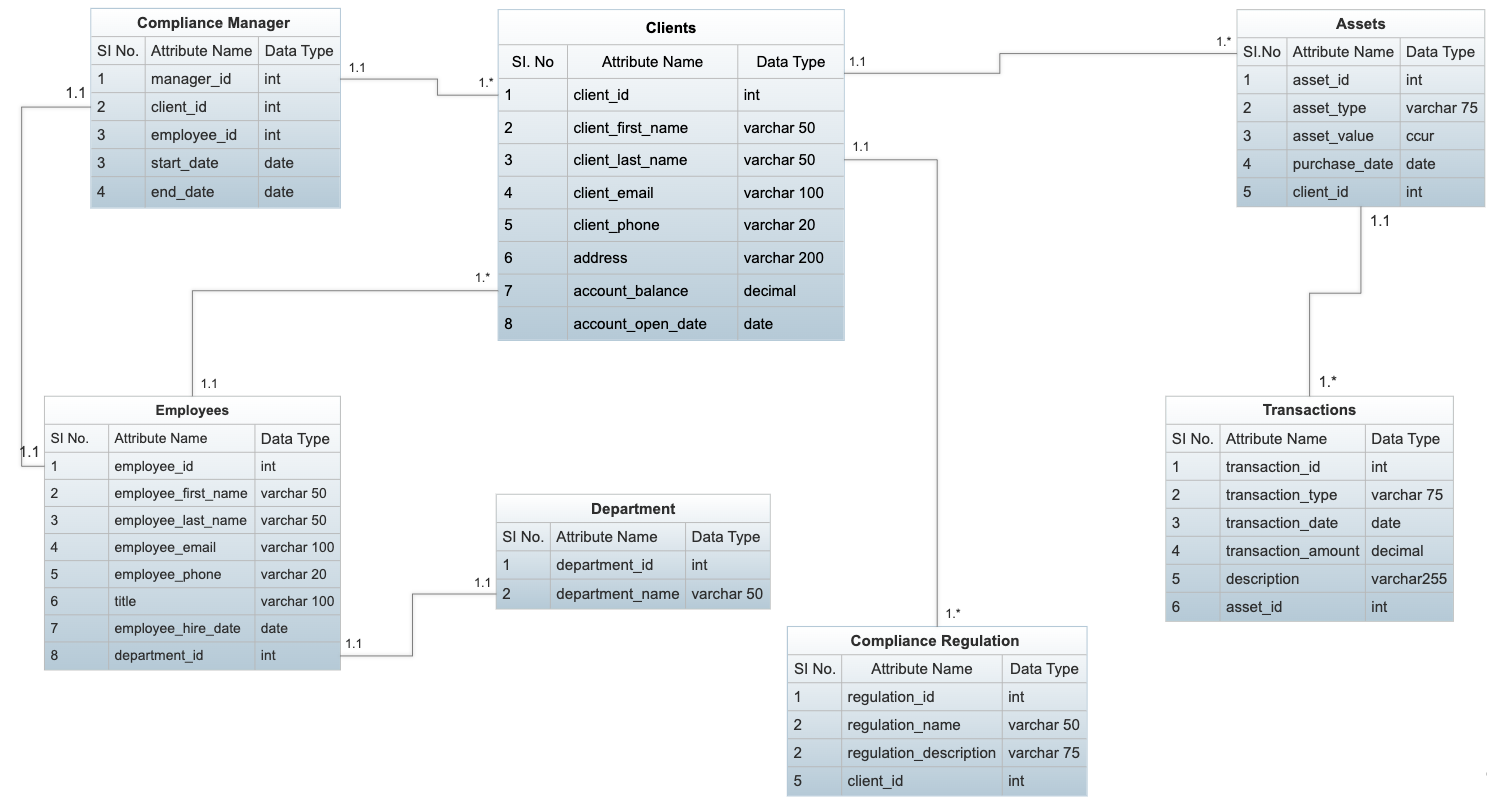 Compliance Manager
SI No. Attribute Name Data Type
1 manager_id int
2 client_id int
3 employee_id int
3 start_date date
4 end_date date
1.1
1.*
1.1
Clients
SI. No Attribute Name Data Type
1 client_id int
2 client_first_name varchar 50
3 client_last_name varchar 50
4 client_email varchar 100
5 client_phone varchar 20
6 address varchar 200
7 account_balance decimal
8 account_open_date date
1.1
1.*
1.1
1.*
1.1
Assets
SI.No Attribute Name Data Type
1 asset_id int
2 asset_type varchar 75
3 asset_value ccur
4 purchase_date date
5 client_id int
1.1
1.*
Employees
SI No. Attribute Name Data Type
1 employee_id int
2 employee_first_name varchar 50
3 employee_last_name varchar 50
4 employee_email varchar 100
5 employee_phone varchar 20
6 title varchar 100
7 employee_hire_date date
8 department_id int
1.1
1.1
1.1
Department
SI No. Attribute Name Data Type
1 department_id int
2 department_name varchar 50
Transactions
SI No. Attribute Name Data Type
1 transaction_id int
2 transaction_type varchar 75
3 transaction_date date
4 transaction_amount decimal
5 description varchar255
6 asset_id int
1.*
Compliance Regulation
SI No. Attribute Name Data Type
1 regulation_id int
2 regulation_name varchar 50
2 regulation_description varchar 75
5 client_id int